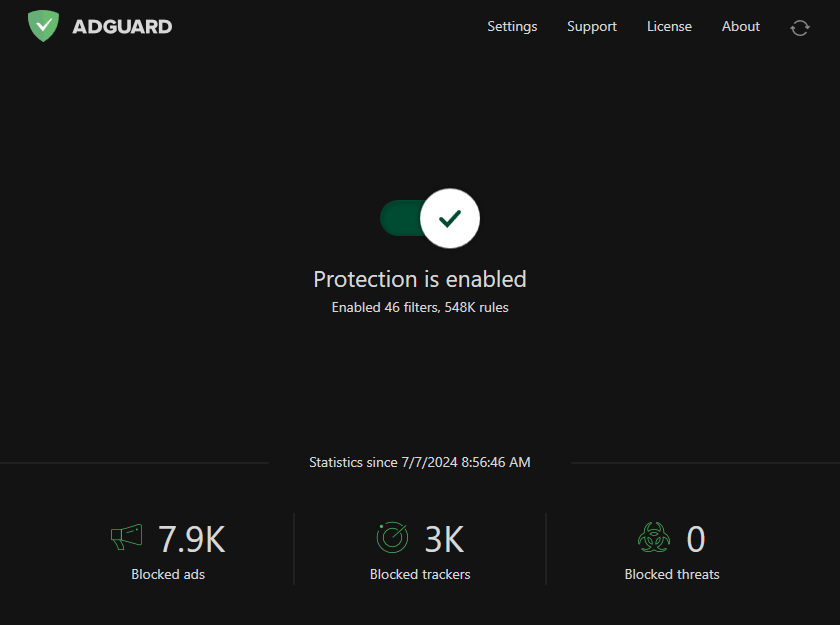 ADGUARD
Settings Support License About
Protection is enabled
Enabled 46 filters, 548K rules
Statistics since 7/7/2024 8:56:46 AM
7.9K 3K 0
Blocked ads Blocked trackers Blocked threats